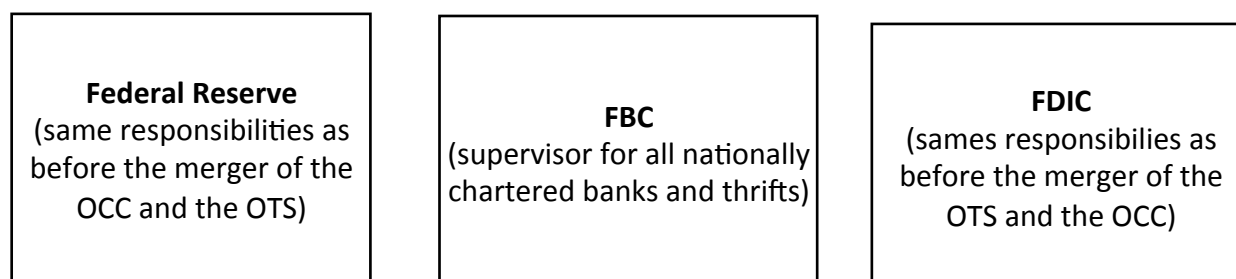 Federal Reserve
(same responsibilities as
before the merger of the
OCC and the OTS)
FBC
(supervisor for all nationally
chartered banks and thrifts)
FDIC
(sames responsibilies as
before the merger of the
OTS and the OCC)